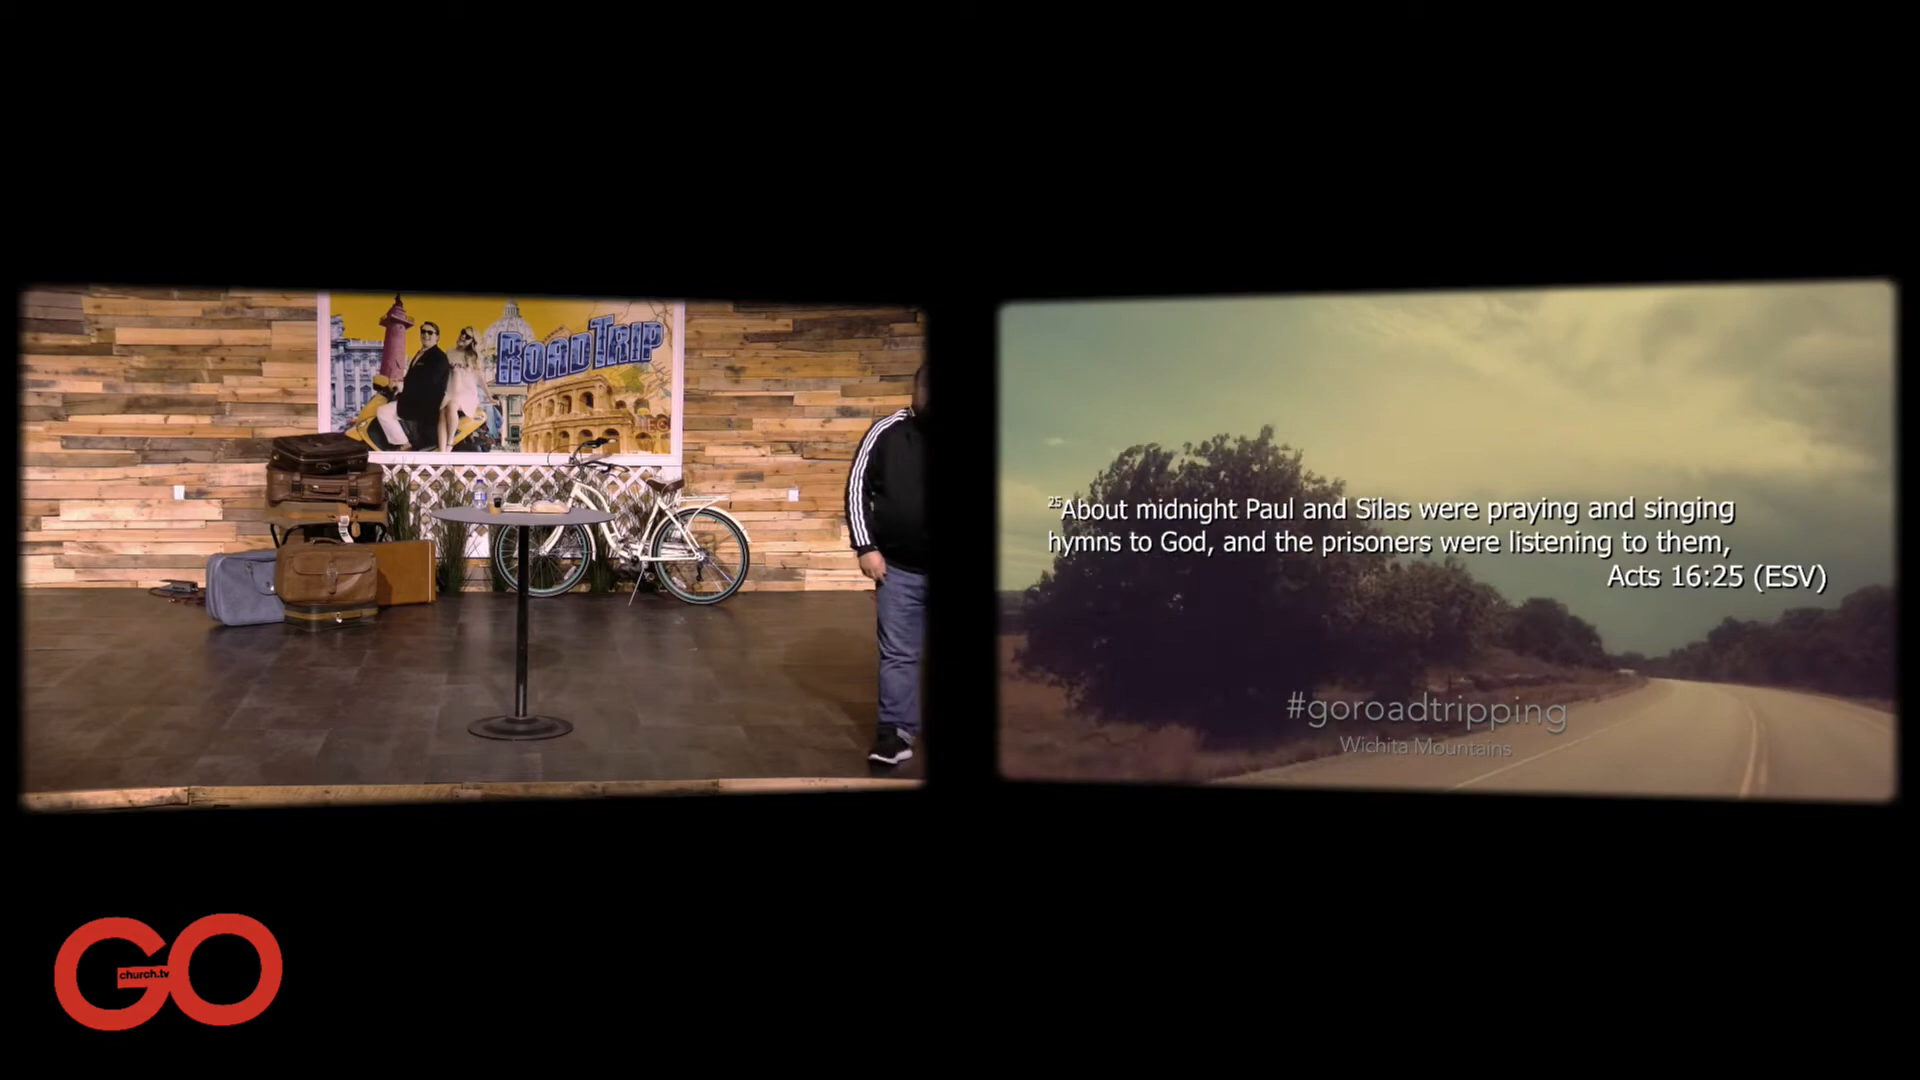 ROAD TRIP
25About midnight Paul and Silas were praying and singing
hymns to God, and the prisoners were listening to them,
Acts 16:25 (ESV)
#goroadtripping
Wichita Mountains
GO
church.tv